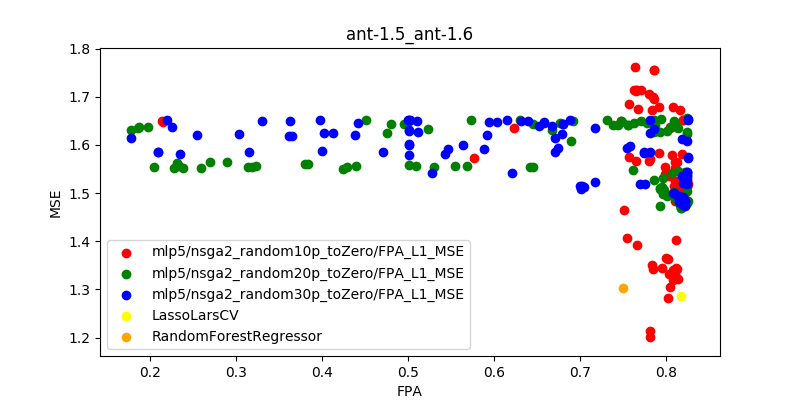 ant-1.5_ant-1.6
1.8
1.7
1.6
1.5
1.4
1.3
1.2
MSE
mlp5/nsga2_random10p_toZero/FPA_L1_MSE
mlp5/nsga2_random20p_toZero/FPA_L1_MSE
mlp5/nsga2_random30p_toZero/FPA_L1_MSE
LassoLarsCV
RandomForestRegressor
0.2 0.3 0.4 0.5 0.6 0.7 0.8
FPA